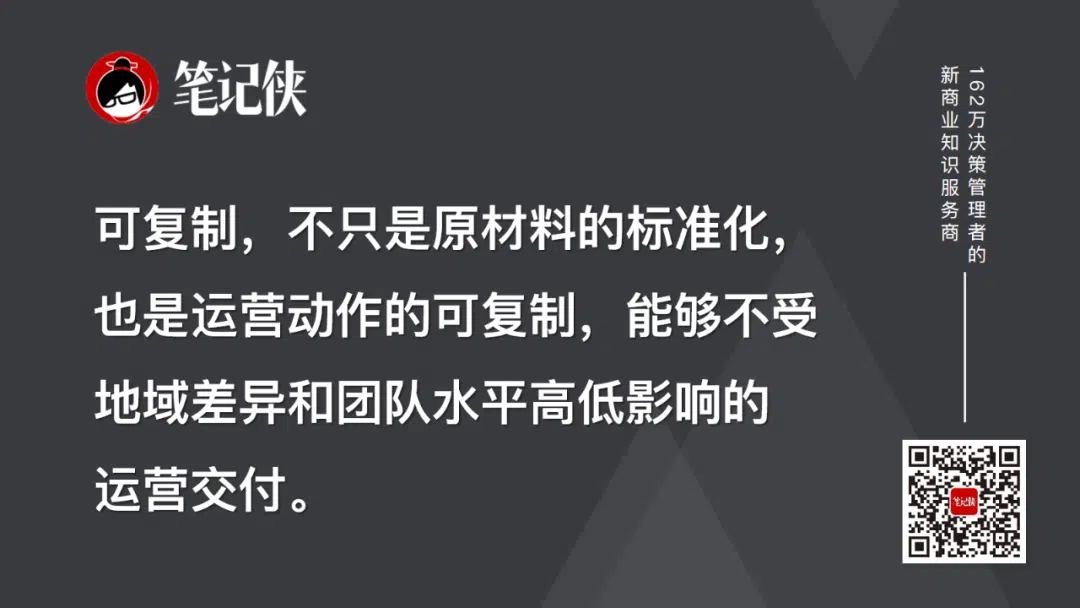 笔记侠
162万决策管理者的
新商业知识服务商
可复制，不只是原材料的标准化，
也是运营动作的可复制，能够不受
地域差异和团队水平高低影响的
运营交付。
笔记侠